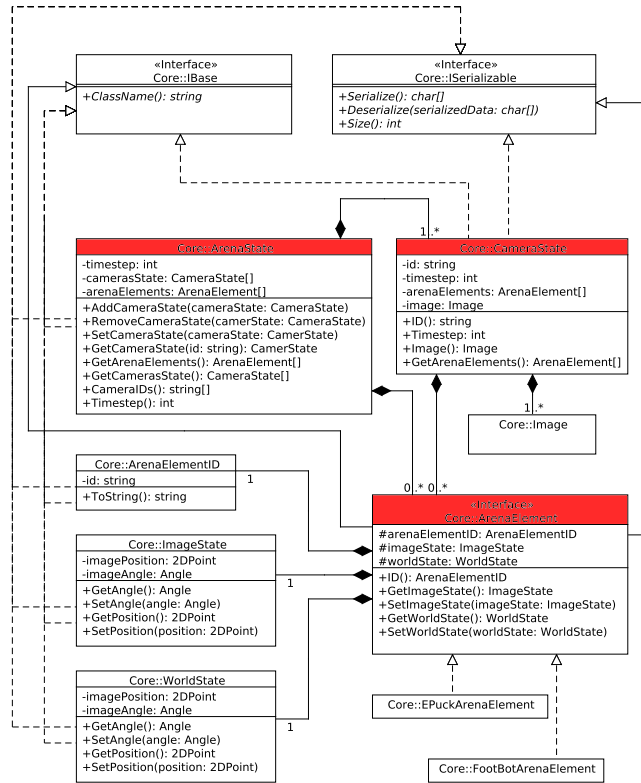 «Interface»
Core::IBase
+ClassName(): string
«Interface»
Core::ISerializable
+Serialize(): char[]
+Deserialize(serializedData: char[])
+Size(): int
Core::ArenaState
-timestep: int
-camerasState: CameraState[]
-arenaElements: ArenaElement[]
+AddCameraState(cameraState: CameraState)
+RemoveCameraState(camerState: CameraState)
+SetCameraState(cameraState: CamerState)
+GetCameraState(id: string): CamerState
+GetArenaElements(): ArenaElement[]
+GetCamerasState(): CameraState[]
+CameraIDs(): string[]
+Timestep(): int
1..*
Core::CameraState
-id: string
-timestep: int
-arenaElements: ArenaElement[]
-image: Image
+ID(): string
+Timestep: int
+Image(): Image
+GetArenaElements(): ArenaElement[]
1..*
Core::Image
Core::ArenaElementID
-id: string
+ToString(): string
1
0..*
0..*
«Interface»
Core::ArenaElement
#arenaElementID: ArenaElementID
#imageState: ImageState
#worldState: WorldState
+ID(): ArenaElementID
+GetImageState(): ImageState
+SetImageState(imageState: ImageState)
+GetWorldState(): WorldState
+SetWorldState(worldState: WorldState)
Core::ImageState
-imagePosition: 2DPoint
-imageAngle: Angle
+GetAngle(): Angle
+SetAngle(angle: Angle)
+GetPosition(): 2DPoint
+SetPosition(position: 2DPoint)
1
Core::WorldState
-imagePosition: 2DPoint
-imageAngle: Angle
+GetAngle(): Angle
+SetAngle(angle: Angle)
+GetPosition(): 2DPoint
+SetPosition(position: 2DPoint)
1
Core::EPuckArenaElement
Core::FootBotArenaElement